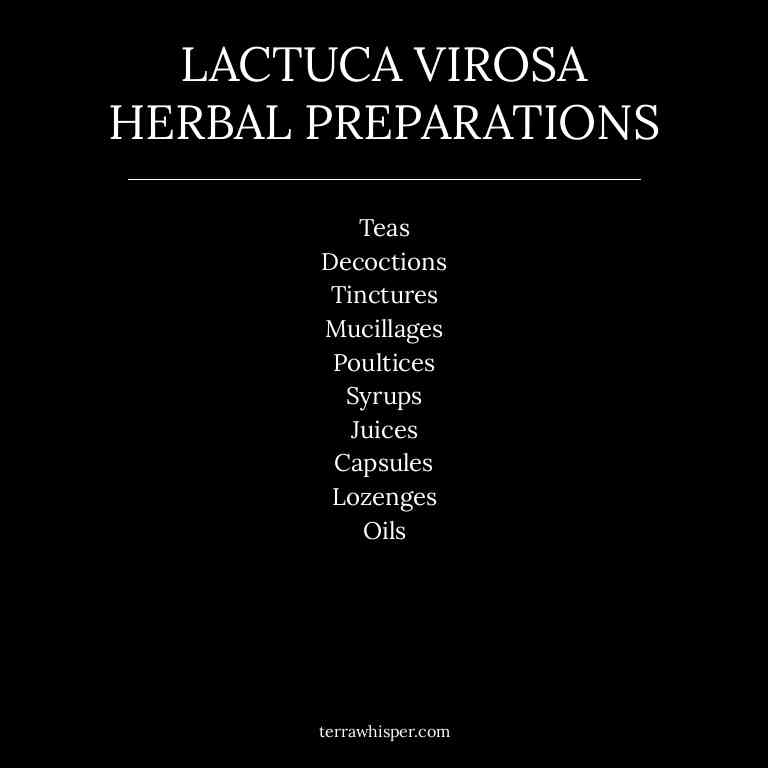 LACTUCA VIROSA
HERBAL PREPARATIONS
Teas
Decoctions
Tinctures
Mucillages
Poultices
Syrups
Juices
Capsules
Lozenges
Oils
terrawhisper.com